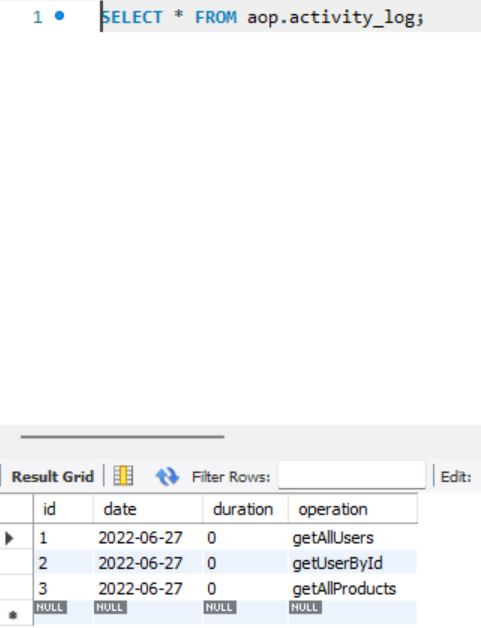 1 SELECT * FROM aop.activity_log;
Result Grid Filter Rows: Edit:
id date duration operation
1 2022-06-27 0 getAllUsers
2 2022-06-27 0 getUserById
3 2022-06-27 0 getAllProducts
NULL NULL NULL NULL